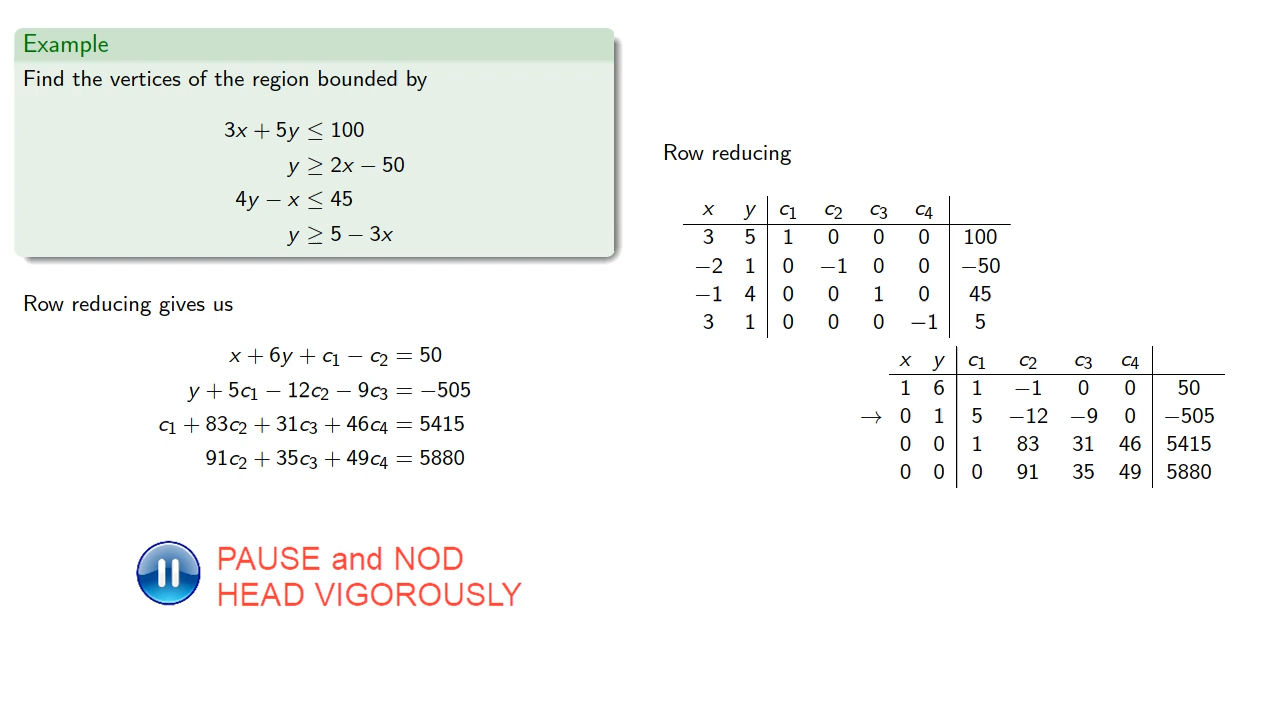 Example
Find the vertices of the region bounded by
3x + 5y ≤ 100
y ≥ 2x − 50
4y − x ≤ 45
y ≥ 5 − 3x
Row reducing gives us
x + 6y + c₁ − c₂ = 50
y + 5c₁ − 12c₂ − 9c₃ = −505
c₁ + 83c₂ + 31c₃ + 46c₄ = 5415
91c₂ + 35c₃ + 49c₄ = 5880
PAUSE and NOD
HEAD VIGOROUSLY
Row reducing
x y c₁ c₂ c₃ c₄
3 5 1 0 0 0 100
−2 1 0 −1 0 0 −50
−1 4 0 0 1 0 45
3 1 0 0 0 −1 5
x y c₁ c₂ c₃ c₄
1 6 1 −1 0 0 50
→ 0 1 5 −12 −9 0 −505
0 0 1 83 31 46 5415
0 0 0 91 35 49 5880